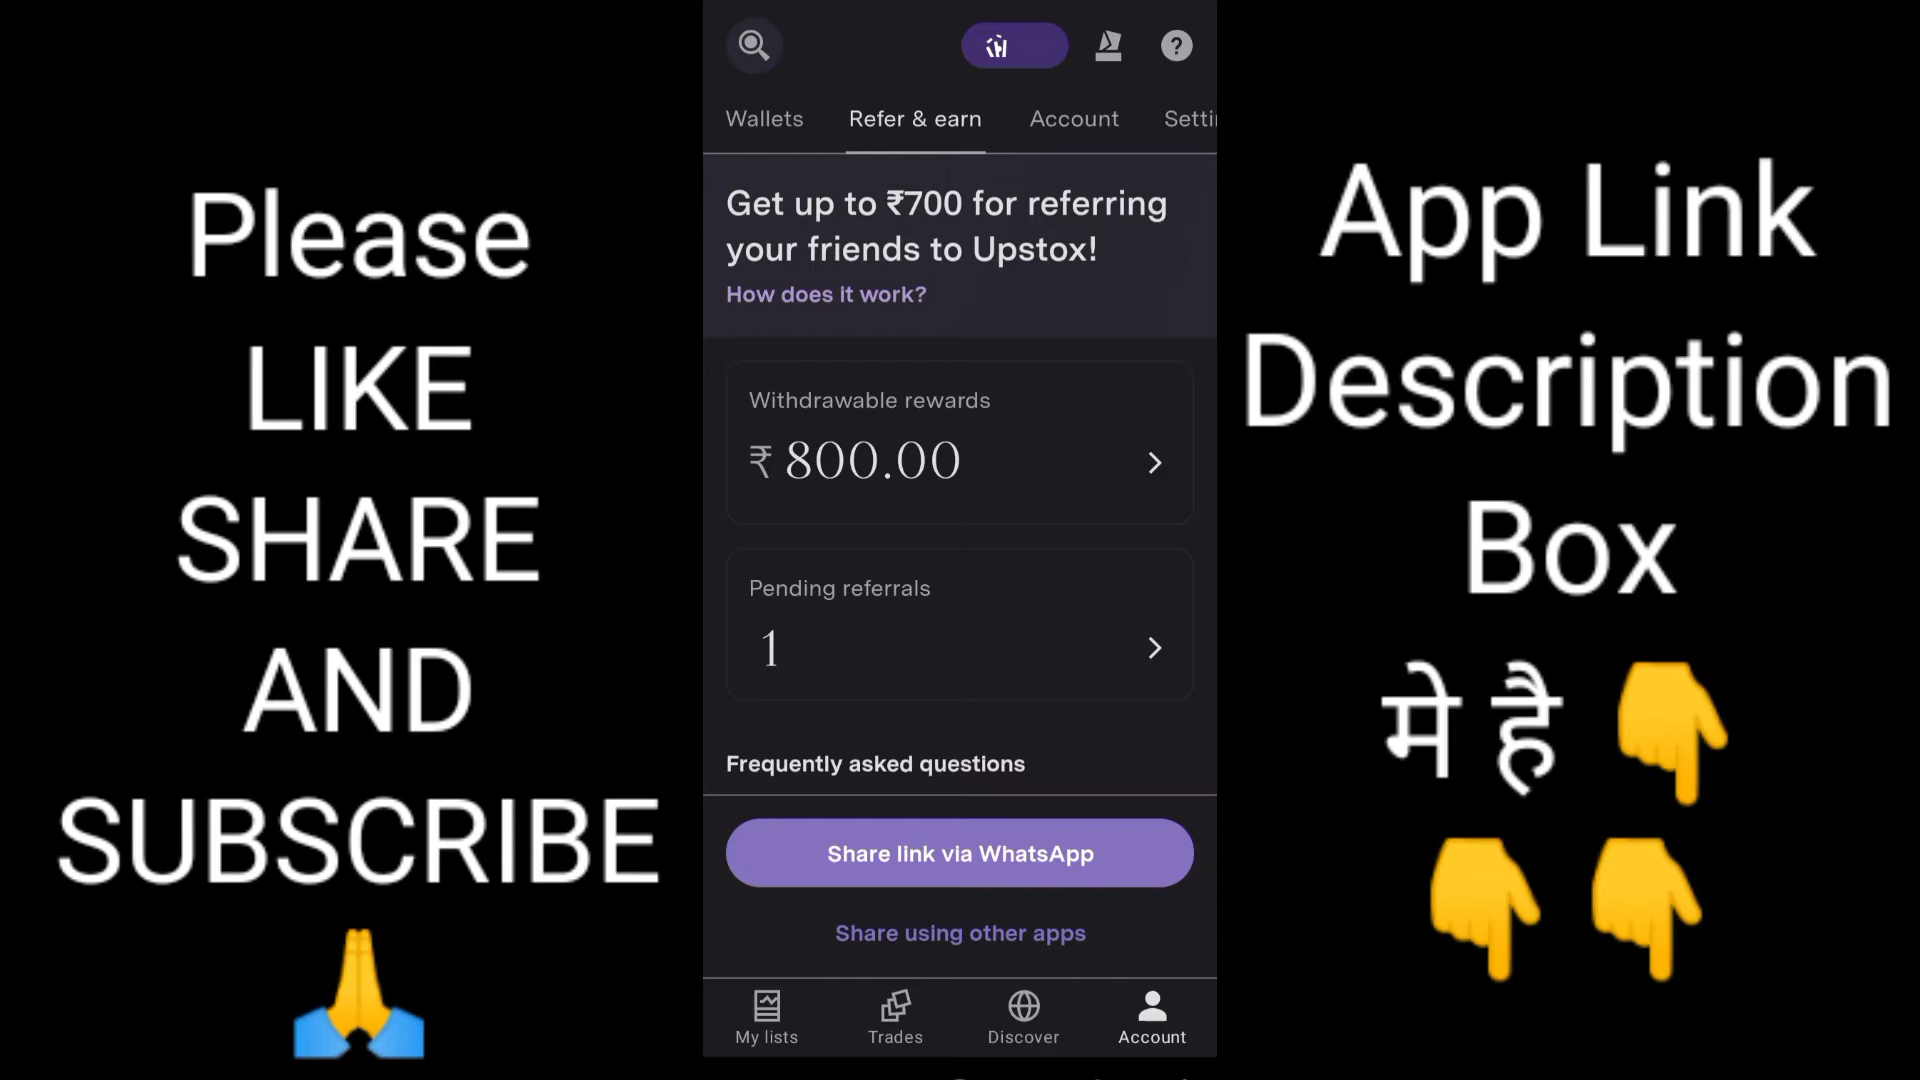 Please
LIKE
SHARE
AND
SUBSCRIBE
Wallets Refer & earn Account Setti
Get up to ₹700 for referring
your friends to Upstox!
How does it work?
Withdrawable rewards
₹ 800.00
Pending referrals
1
Frequently asked questions
Share link via WhatsApp
Share using other apps
My lists Trades Discover Account
App Link
Description
Box
मे है